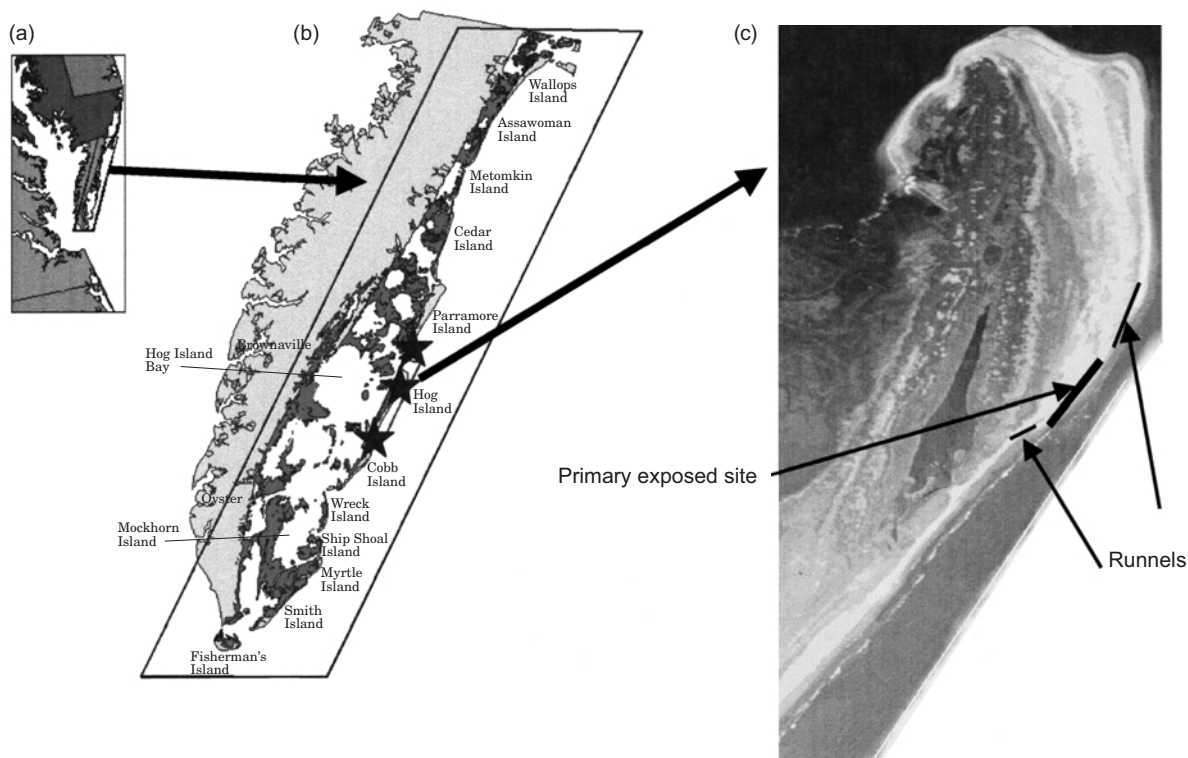 (a)
(b)
(c)
Wallops
Island
Assawoman
Island
Metomkin
Island
Cedar
Island
Parramore
Island
Brownaville
Hog Island
Bay
Hog
Island
Cobb
Island
Oyster
Wreck
Island
Mockhorn
Island
Ship Shoal
Island
Myrtle
Island
Smith
Island
Fisherman's
Island
Primary exposed site
Runnels